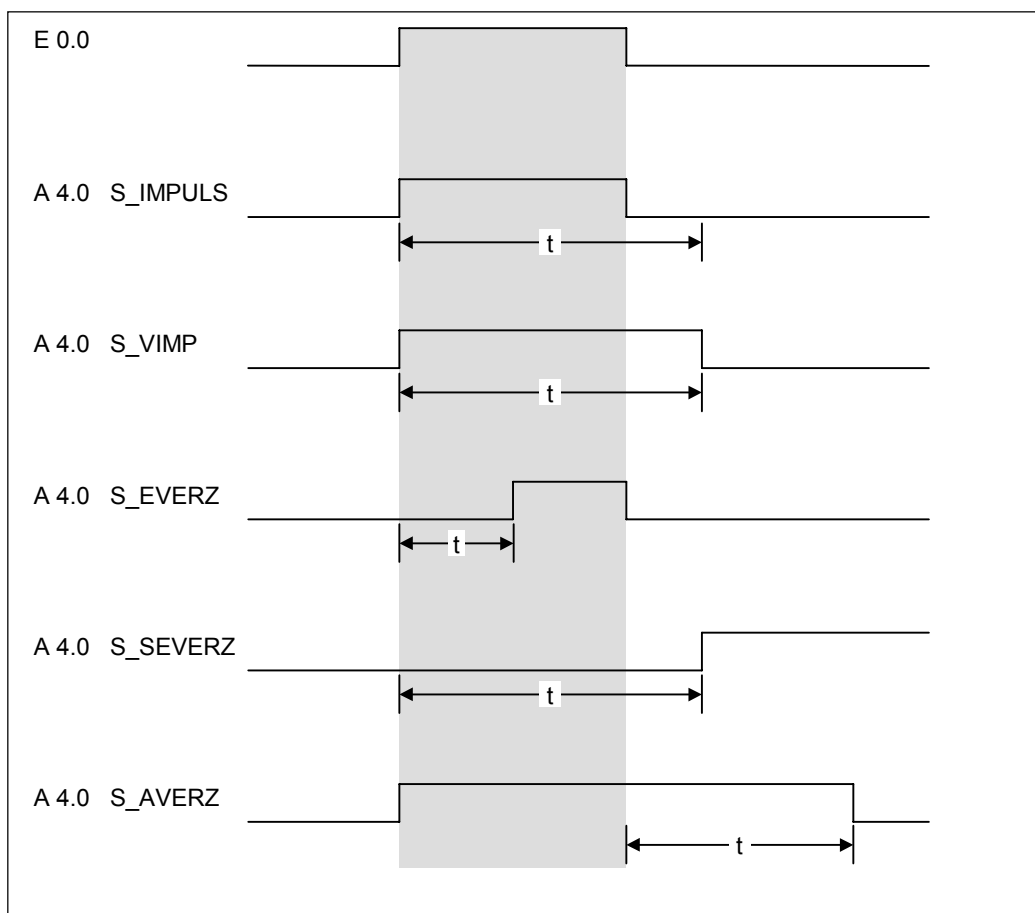 E 0.0
A 4.0 S_IMPULS
t
A 4.0 S_VIMP
t
A 4.0 S_EVERZ
t
A 4.0 S_SEVERZ
t
A 4.0 S_AVERZ
t